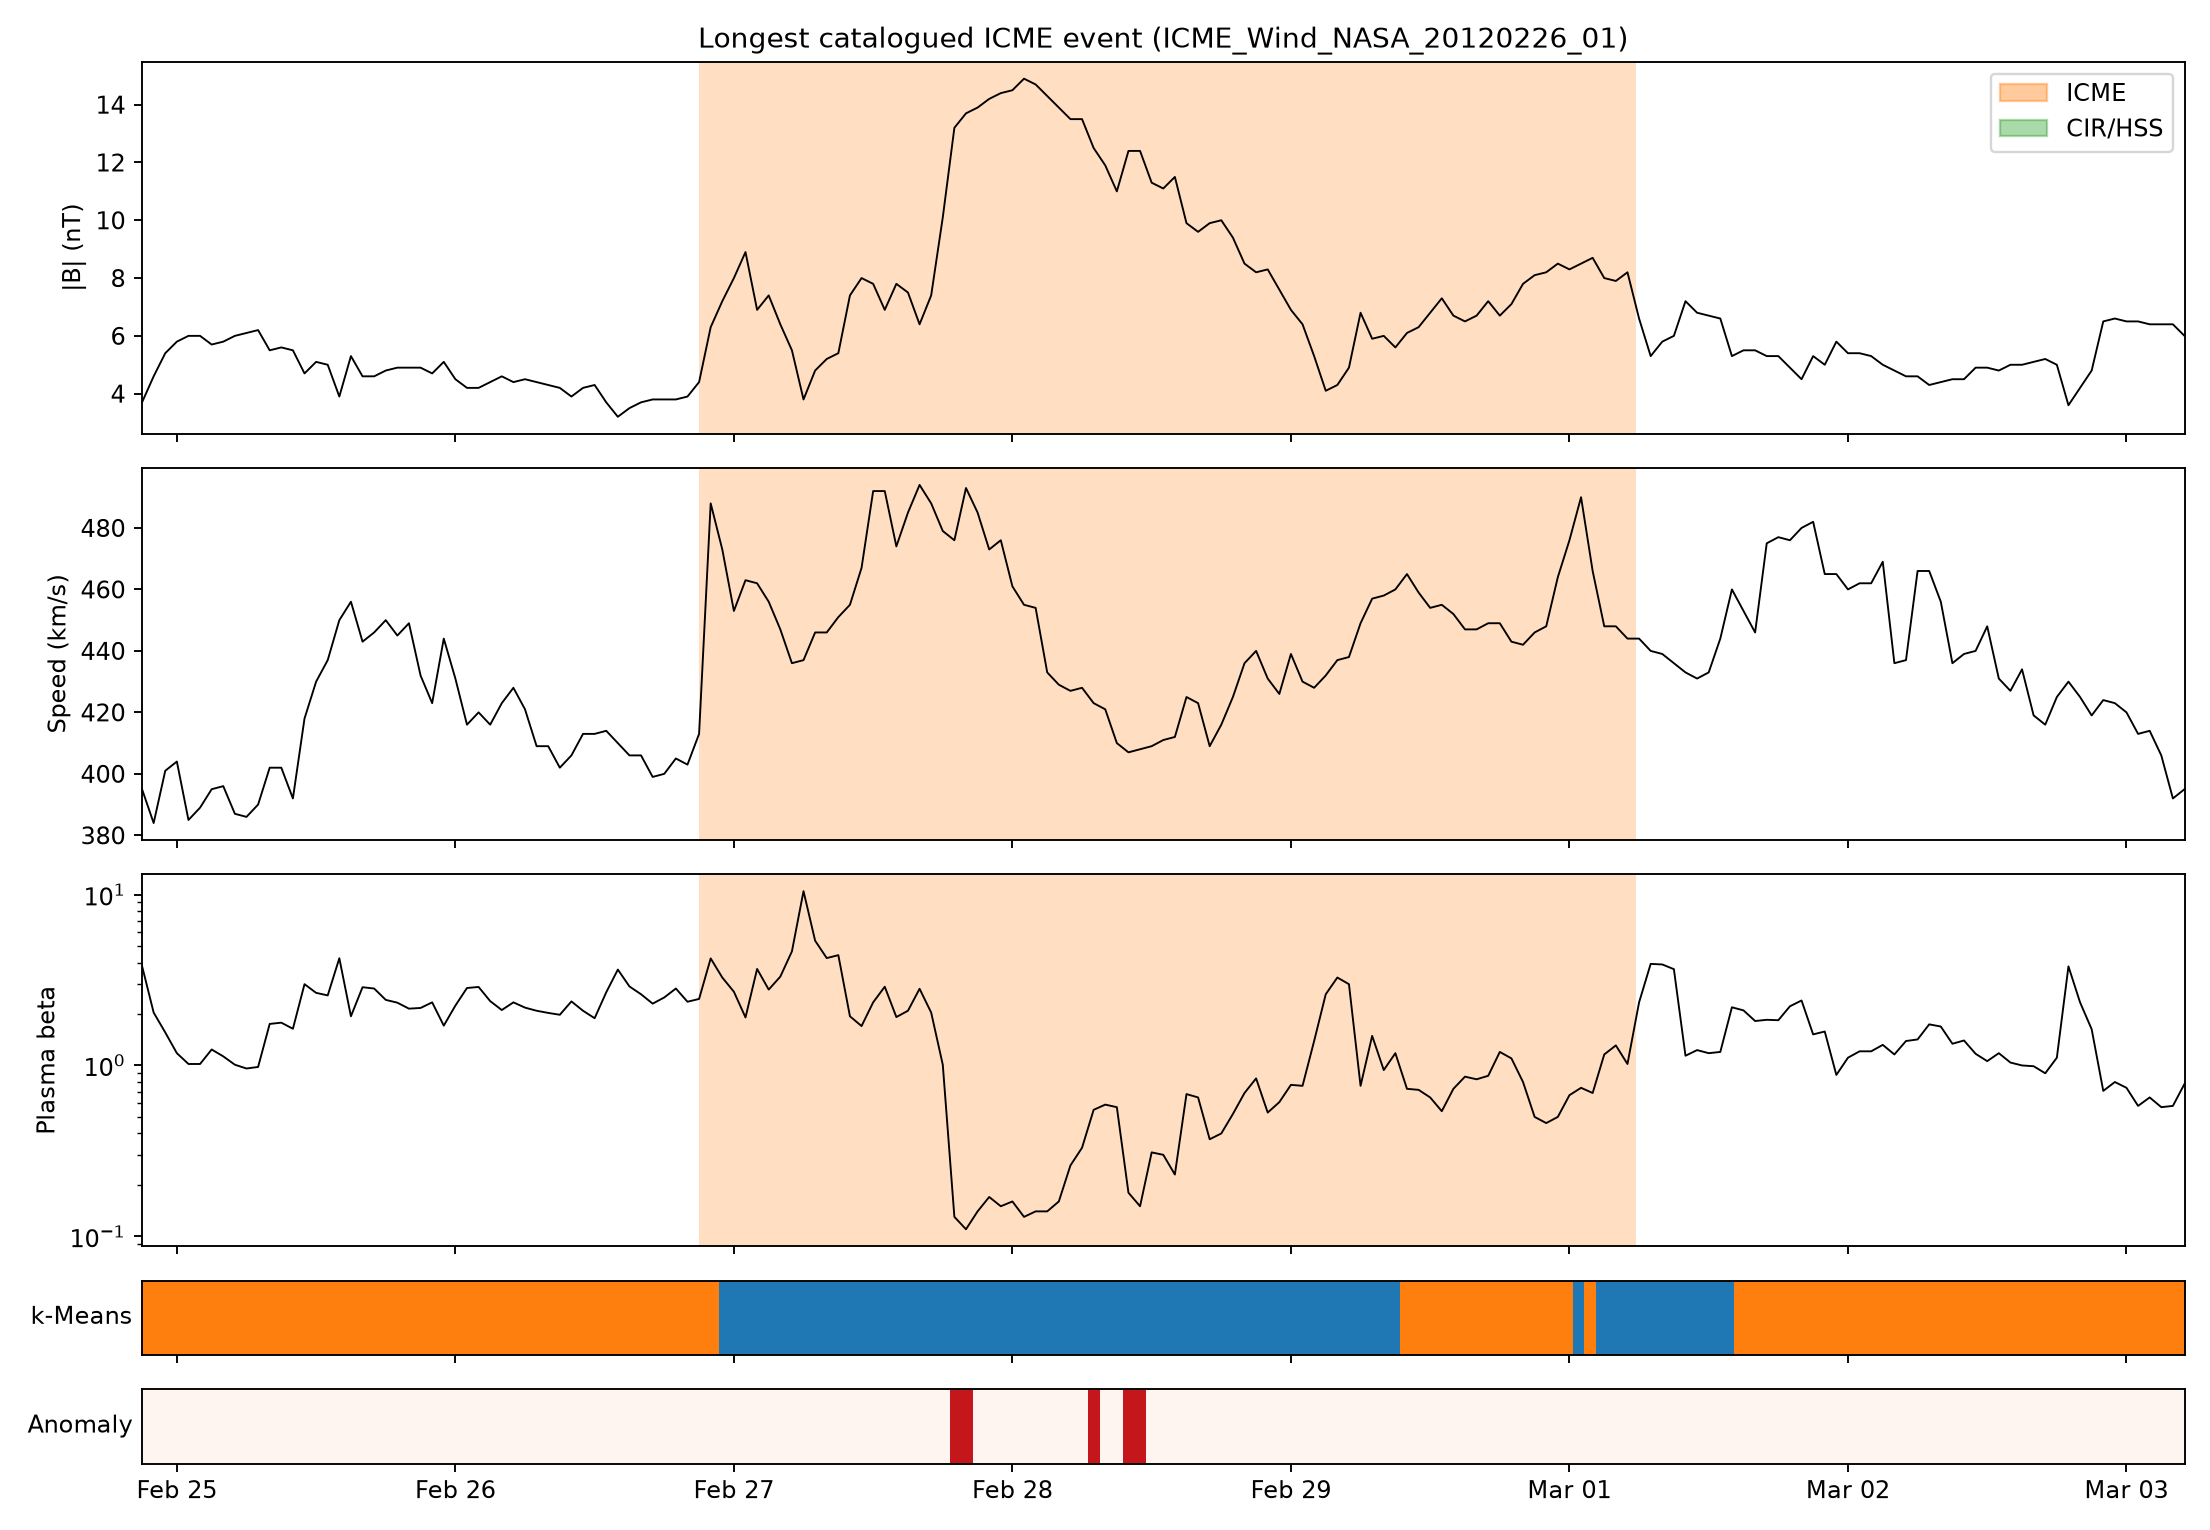 Longest catalogued ICME event (ICME_Wind_NASA_20120226_01)
ICME
CIR/HSS
|B| (nT)
14
12
10
8
6
4
Speed (km/s)
480
460
440
420
400
380
Plasma beta
10¹
10⁰
10⁻¹
k-Means
Anomaly
Feb 25 Feb 26 Feb 27 Feb 28 Feb 29 Mar 01 Mar 02 Mar 03